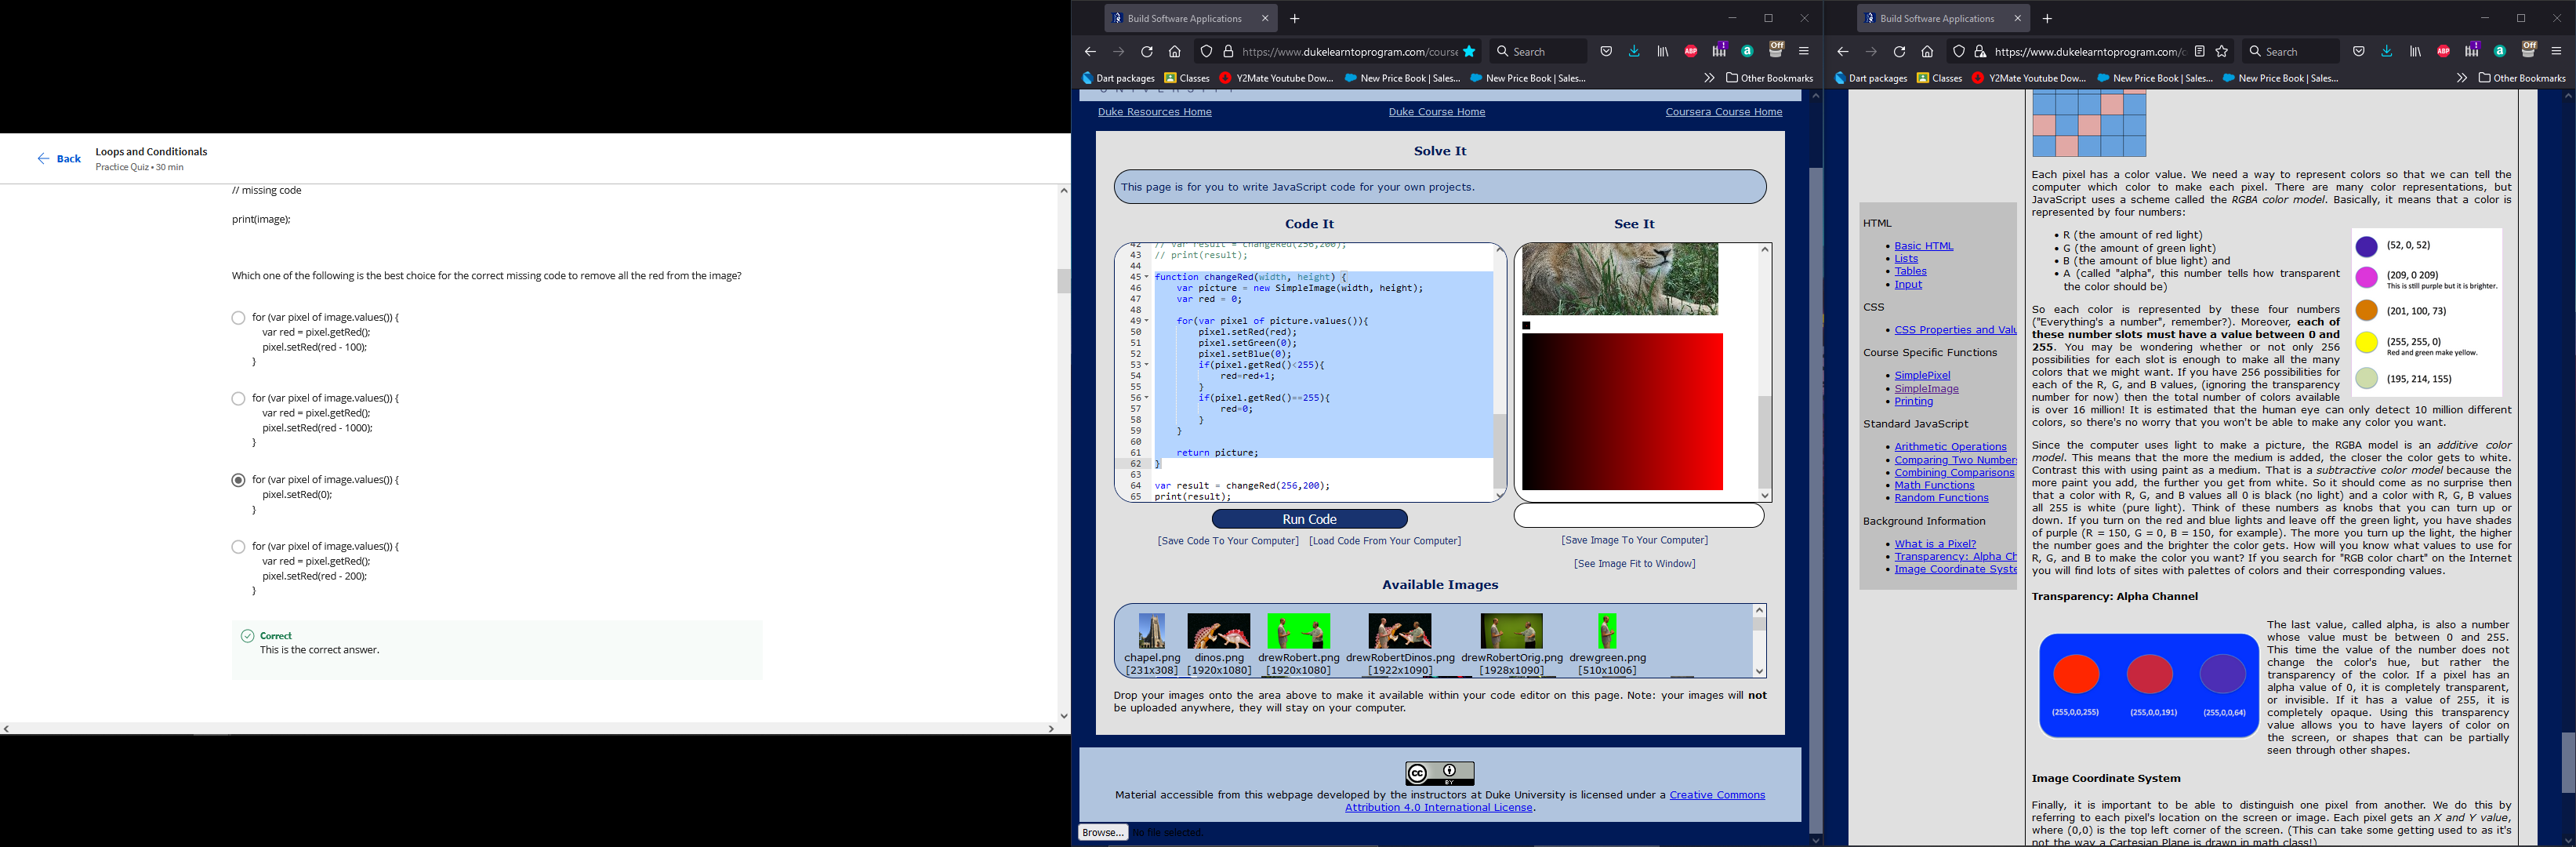 Back
Loops and Conditionals
Practice Quiz • 30 min
// missing code
print(image);
Which one of the following is the best choice for the correct missing code to remove all the red from the image?
for (var pixel of image.values()) {
var red = pixel.getRed();
pixel.setRed(red - 100);
}
for (var pixel of image.values()) {
var red = pixel.getRed();
pixel.setRed(red - 1000);
}
for (var pixel of image.values()) {
pixel.setRed(0);
}
for (var pixel of image.values()) {
var red = pixel.getRed();
pixel.setRed(red - 200);
}
Correct
This is the correct answer.
Build Software Applications
https://www.dukelearntoprogram.com/course
Search
Off
Dart packages
Classes
Y2Mate Youtube Dow...
New Price Book | Sales...
New Price Book | Sales...
Other Bookmarks
Duke Resources Home
Duke Course Home
Coursera Course Home
Solve It
This page is for you to write JavaScript code for your own projects.
Code It
See It
42 // var result = changeRed(256,200);
43 // print(result);
44
45 function changeRed(width, height) {
46 var picture = new SimpleImage(width, height);
47 var red = 0;
48
49 for(var pixel of picture.values()){
50 pixel.setRed(red);
51 pixel.setGreen(0);
52 pixel.setBlue(0);
53 if(pixel.getRed()<255){
54 red=red+1;
55 }
56 if(pixel.getRed()==255){
57 red=0;
58 }
59 }
60
61 return picture;
62 }
63
64 var result = changeRed(256,200);
65 print(result);
Run Code
[Save Code To Your Computer] [Load Code From Your Computer]
[Save Image To Your Computer]
[See Image Fit to Window]
Available Images
chapel.png
[231x308]
dinos.png
[1920x1080]
drewRobert.png
[1920x1080]
drewRobertDinos.png
[1922x1090]
drewRobertOrig.png
[1928x1090]
drewgreen.png
[510x1006]
Drop your images onto the area above to make it available within your code editor on this page. Note: your images will not
be uploaded anywhere, they will stay on your computer.
CC BY
Material accessible from this webpage developed by the instructors at Duke University is licensed under a Creative Commons
Attribution 4.0 International License.
Browse... No file selected.
Build Software Applications
https://www.dukelearntoprogram.com/c
Search
Off
Dart packages
Classes
Y2Mate Youtube Dow...
New Price Book | Sales...
New Price Book | Sales...
Other Bookmarks
HTML
Basic HTML
Lists
Tables
Input
CSS
CSS Properties and Valu
Course Specific Functions
SimplePixel
SimpleImage
Printing
Standard JavaScript
Arithmetic Operations
Comparing Two Numbers
Combining Comparisons
Math Functions
Random Functions
Background Information
What is a Pixel?
Transparency: Alpha Ch
Image Coordinate Syste
Each pixel has a color value. We need a way to represent colors so that we can tell the
computer which color to make each pixel. There are many color representations, but
JavaScript uses a scheme called the RGBA color model. Basically, it means that a color is
represented by four numbers:
R (the amount of red light)
G (the amount of green light)
B (the amount of blue light) and
A (called "alpha", this number tells how transparent
the color should be)
(52, 0, 52)
(209, 0 209)
This is still purple but it is brighter.
(201, 100, 73)
(255, 255, 0)
Red and green make yellow.
(195, 214, 155)
So each color is represented by these four numbers
("Everything's a number", remember?). Moreover, each of
these number slots must have a value between 0 and
255. You may be wondering whether or not only 256
possibilities for each slot is enough to make all the many
colors that we might want. If you have 256 possibilities for
each of the R, G, and B values, (ignoring the transparency
number for now) then the total number of colors available
is over 16 million! It is estimated that the human eye can only detect 10 million different
colors, so there's no worry that you won't be able to make any color you want.
Since the computer uses light to make a picture, the RGBA model is an additive color
model. This means that the more the medium is added, the closer the color gets to white.
Contrast this with using paint as a medium. That is a subtractive color model because the
more paint you add, the further you get from white. So it should come as no surprise then
that a color with R, G, and B values all 0 is black (no light) and a color with R, G, B values
all 255 is white (pure light). Think of these numbers as knobs that you can turn up or
down. If you turn on the red and blue lights and leave off the green light, you have shades
of purple (R = 150, G = 0, B = 150, for example). The more you turn up the light, the higher
the number goes and the brighter the color gets. How will you know what values to use for
R, G, and B to make the color you want? If you search for "RGB color chart" on the Internet
you will find lots of sites with palettes of colors and their corresponding values.
Transparency: Alpha Channel
(255,0,0,255)
(255,0,0,191)
(255,0,0,64)
The last value, called alpha, is also a number
whose value must be between 0 and 255.
This time the value of the number does not
change the color's hue, but rather the
transparency of the color. If a pixel has an
alpha value of 0, it is completely transparent,
or invisible. If it has a value of 255, it is
completely opaque. Using this transparency
value allows you to have layers of color on
the screen, or shapes that can be partially
seen through other shapes.
Image Coordinate System
Finally, it is important to be able to distinguish one pixel from another. We do this by
referring to each pixel's location on the screen or image. Each pixel gets an X and Y value,
where (0,0) is the top left corner of the screen. (This can take some getting used to as it's
not the way a Cartesian Plane is drawn in math class!)